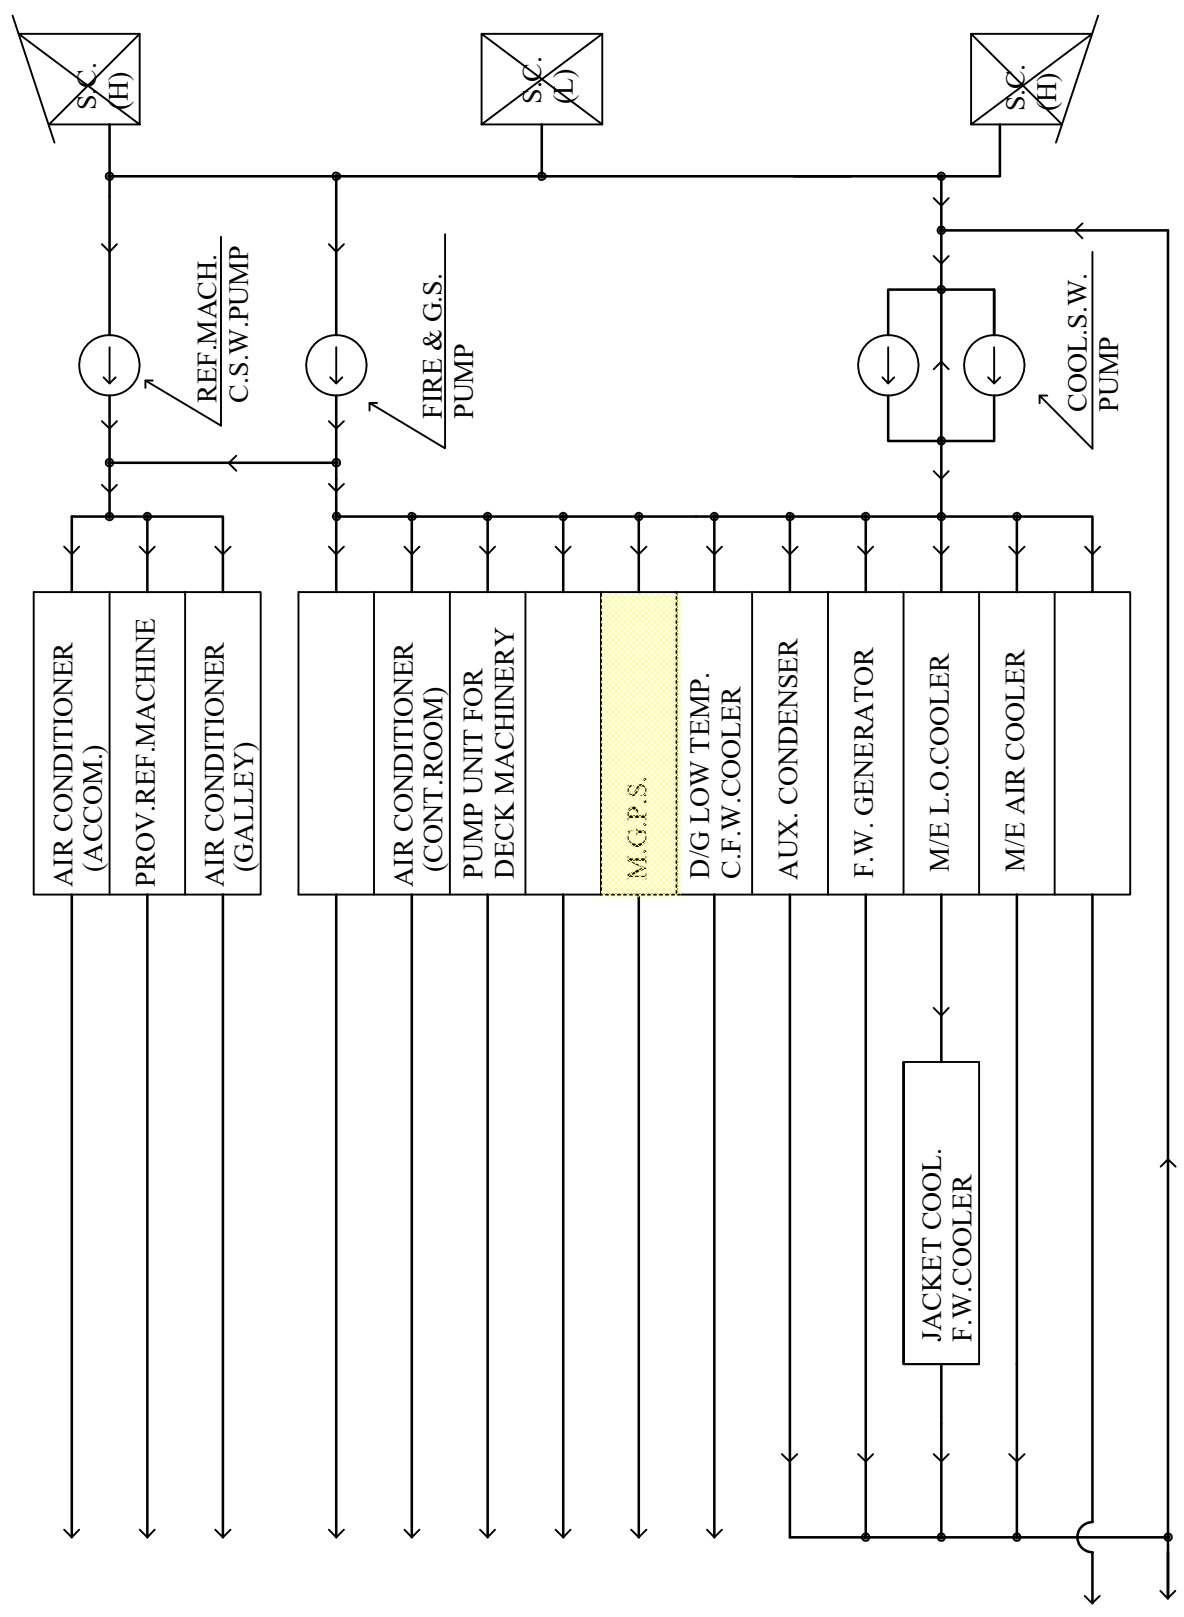 S.C.
(H)
S.C.
(L)
S.C.
(H)
REF.MACH.
C.S.W.PUMP
FIRE & G.S.
PUMP
COOL.S.W.
PUMP
AIR CONDITIONER
(ACCOM.)
PROV.REF.MACHINE
AIR CONDITIONER
(GALLEY)
AIR CONDITIONER
(CONT.ROOM)
PUMP UNIT FOR
DECK MACHINERY
M.G.P.S.
D/G LOW TEMP.
C.F.W.COOLER
AUX. CONDENSER
F.W. GENERATOR
M/E L.O.COOLER
M/E AIR COOLER
JACKET COOL.
F.W.COOLER